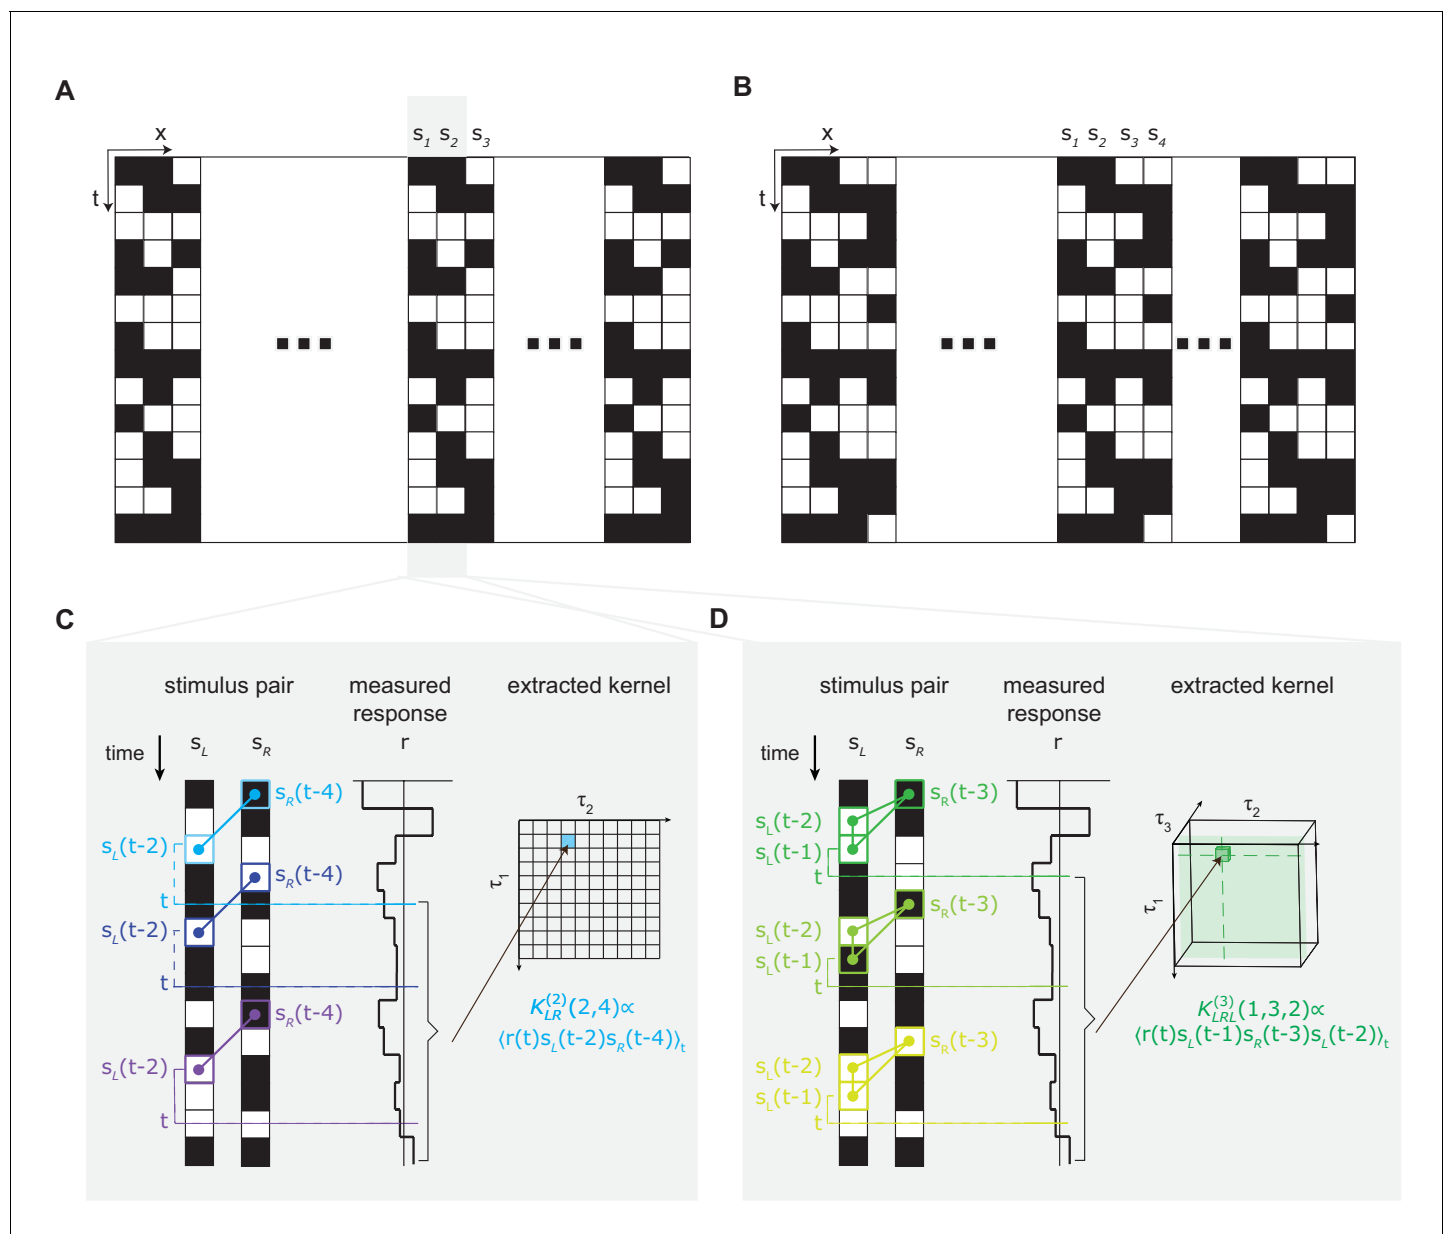 A
B
x
s1 s2 s3
t
x
s1 s2 s3 s4
t
C
stimulus pair
measured response
extracted kernel
time
sL
sR
r
sR(t-4)
sL(t-2)
sR(t-4)
t
sL(t-2)
t
sR(t-4)
sL(t-2)
t
τ2
τ1
K_LR^(2)(2,4)∝
⟨r(t)sL(t-2)sR(t-4)⟩t
D
stimulus pair
measured response
extracted kernel
time
sL
sR
r
sR(t-3)
sL(t-2)
sL(t-1)
t
sR(t-3)
sL(t-2)
sL(t-1)
t
sR(t-3)
sL(t-2)
sL(t-1)
t
τ2
τ3
τ1
K_LRL^(3)(1,3,2)∝
⟨r(t)sL(t-1)sR(t-3)sL(t-2)⟩t